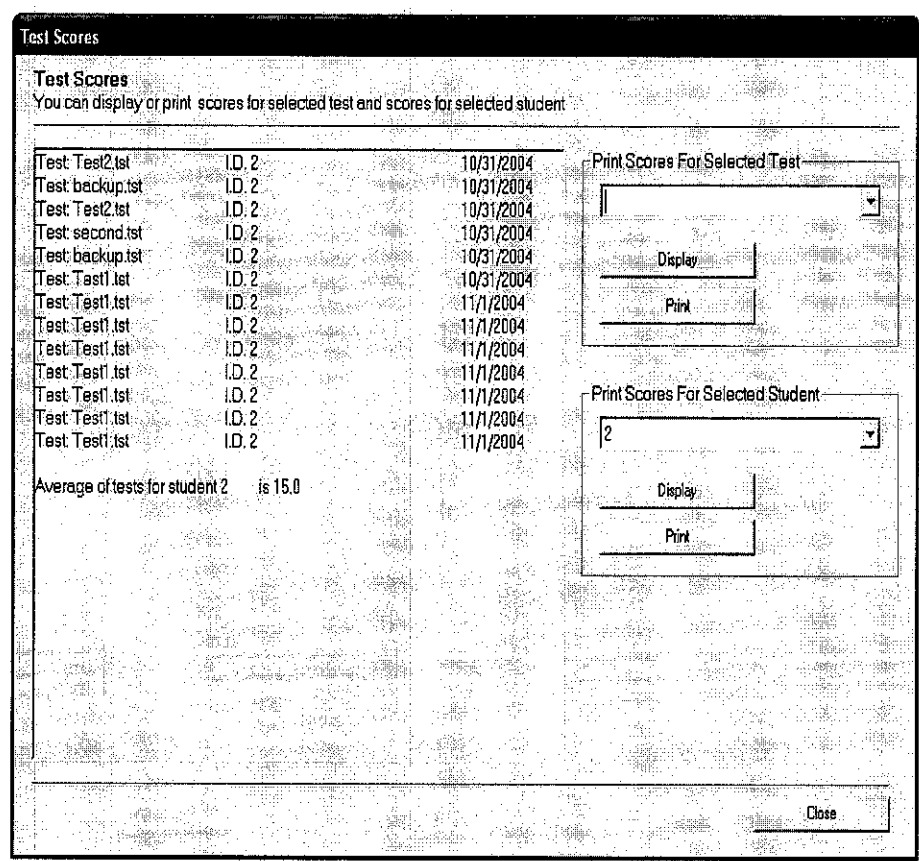 Test Scores
Test Scores
You can display or print scores for selected test and scores for selected student
Test: Test2.tst I.D. 2 10/31/2004
Test: backup.tst I.D. 2 10/31/2004
Test: Test2.tst I.D. 2 10/31/2004
Test: second.tst I.D. 2 10/31/2004
Test: backup.tst I.D. 2 10/31/2004
Test: Test1.tst I.D. 2 10/31/2004
Test: Test1.tst I.D. 2 11/1/2004
Test: Test1.tst I.D. 2 11/1/2004
Test: Test1.tst I.D. 2 11/1/2004
Test: Test1.tst I.D. 2 11/1/2004
Test: Test1.tst I.D. 2 11/1/2004
Test: Test1.tst I.D. 2 11/1/2004
Test: Test1.tst I.D. 2 11/1/2004
Average of tests for student 2 is 15.0
Print Scores For Selected Test
Display
Print
Print Scores For Selected Student
2
Display
Print
Close